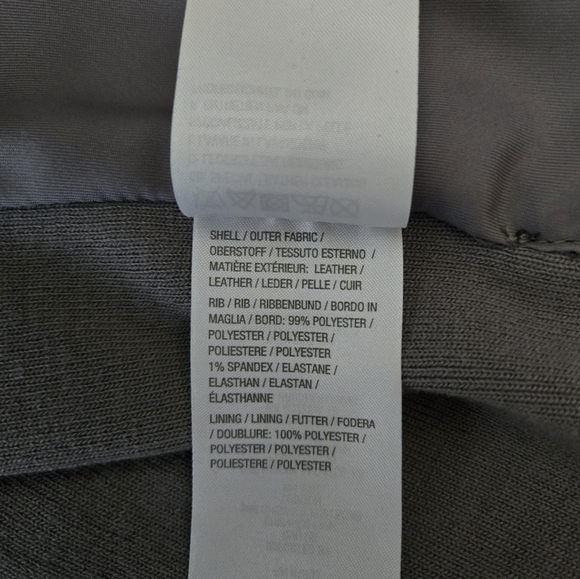 SHELL / OUTER FABRIC /
OBERSTOFF / TESSUTO ESTERNO /
MATIÈRE EXTÉRIEUR: LEATHER /
LEATHER / LEDER / PELLE / CUIR
RIB / RIB / RIBBENBUND / BORDO IN
MAGLIA / BORD: 99% POLYESTER /
POLYESTER / POLYESTER /
POLIESTERE / POLYESTER
1% SPANDEX / ELASTANE /
ELASTHAN / ELASTAN /
ÉLASTHANNE
LINING / LINING / FUTTER / FODERA
/ DOUBLURE: 100% POLYESTER /
POLYESTER / POLYESTER /
POLIESTERE / POLYESTER